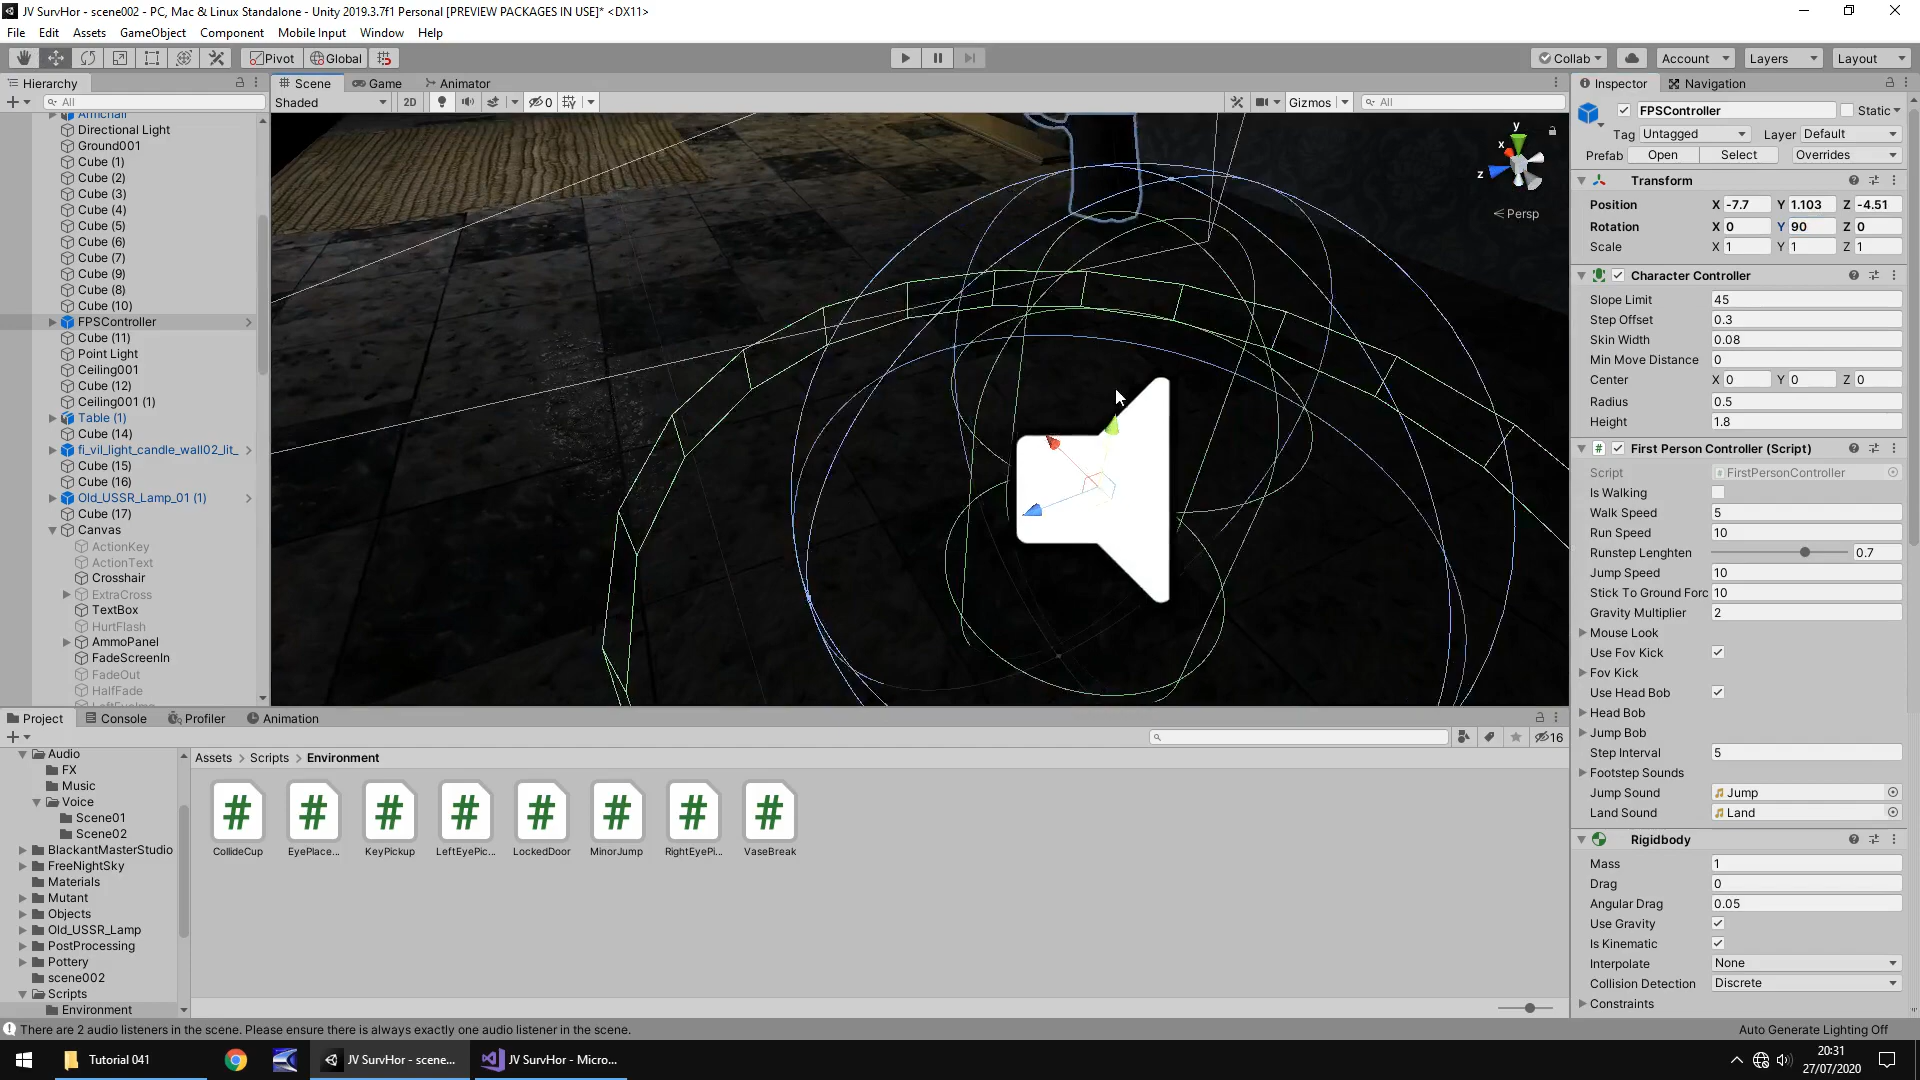 JV SurvHor - scene002 - PC, Mac & Linux Standalone - Unity 2019.3.7f1 Personal [PREVIEW PACKAGES IN USE]* <DX11>
File Edit Assets GameObject Component Mobile Input Window Help
Pivot Global Collab Account Layers Layout
Hierarchy
All
Armchair
Directional Light
Ground001
Cube (1)
Cube (2)
Cube (3)
Cube (4)
Cube (5)
Cube (6)
Cube (7)
Cube (9)
Cube (8)
Cube (10)
FPSController
Cube (11)
Point Light
Ceiling001
Cube (12)
Ceiling001 (1)
Table (1)
Cube (14)
fi_vil_light_candle_wall02_lit_
Cube (15)
Cube (16)
Old_USSR_Lamp_01 (1)
Cube (17)
Canvas
ActionKey
ActionText
Crosshair
ExtraCross
TextBox
HurtFlash
AmmoPanel
FadeScreenIn
FadeOut
HalfFade
Scene Game Animator
Shaded 2D 0 Gizmos All
y
x
z
Persp
Inspector Navigation
FPSController Static
Tag Untagged Layer Default
Prefab Open Select Overrides
Transform
Position X -7.7 Y 1.103 Z -4.51
Rotation X 0 Y 90 Z 0
Scale X 1 Y 1 Z 1
Character Controller
Slope Limit 45
Step Offset 0.3
Skin Width 0.08
Min Move Distance 0
Center X 0 Y 0 Z 0
Radius 0.5
Height 1.8
First Person Controller (Script)
Script FirstPersonController
Is Walking
Walk Speed 5
Run Speed 10
Runstep Lenghten 0.7
Jump Speed 10
Stick To Ground Forc 10
Gravity Multiplier 2
Mouse Look
Use Fov Kick
Fov Kick
Use Head Bob
Head Bob
Jump Bob
Step Interval 5
Footstep Sounds
Jump Sound Jump
Land Sound Land
Rigidbody
Mass 1
Drag 0
Angular Drag 0.05
Use Gravity
Is Kinematic
Interpolate None
Collision Detection Discrete
Constraints
Project Console Profiler Animation
16
Audio
FX
Music
Voice
Scene01
Scene02
BlackantMasterStudio
FreeNightSky
Materials
Mutant
Objects
Old_USSR_Lamp
PostProcessing
Pottery
scene002
Scripts
Environment
Assets > Scripts > Environment
CollideCup EyePlace... KeyPickup LeftEyePic... LockedDoor MinorJump RightEyePi... VaseBreak
There are 2 audio listeners in the scene. Please ensure there is always exactly one audio listener in the scene.
Auto Generate Lighting Off
Tutorial 041
JV SurvHor - scene...
JV SurvHor - Micro...
20:31
27/07/2020